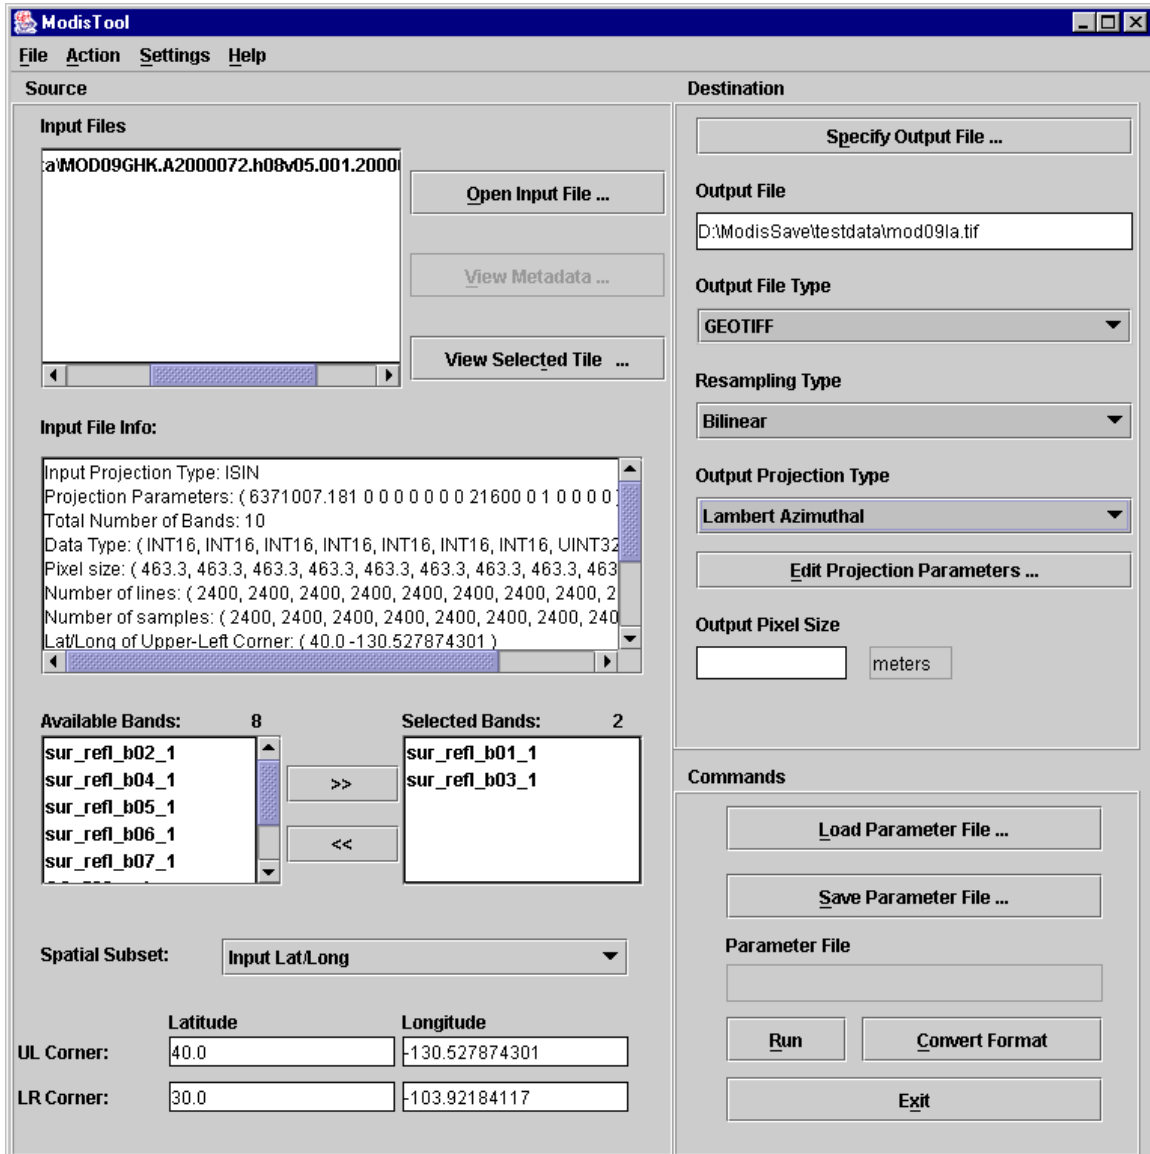 ModisTool
File Action Settings Help
Source
Input Files
:a\MOD09GHK.A2000072.h08v05.001.2000
Open Input File ...
View Metadata ...
View Selected Tile ...
Input File Info:
Input Projection Type: ISIN
Projection Parameters: ( 6371007.181 0 0 0 0 0 0 0 21600 0 1 0 0 0 0
Total Number of Bands: 10
Data Type: ( INT16, INT16, INT16, INT16, INT16, INT16, INT16, UINT32
Pixel size: ( 463.3, 463.3, 463.3, 463.3, 463.3, 463.3, 463.3, 463.3, 463
Number of lines: ( 2400, 2400, 2400, 2400, 2400, 2400, 2400, 2400, 2
Number of samples: ( 2400, 2400, 2400, 2400, 2400, 2400, 2400, 240
Lat/Long of Upper-Left Corner: ( 40.0 -130.527874301 )
Available Bands: 8
sur_refl_b02_1
sur_refl_b04_1
sur_refl_b05_1
sur_refl_b06_1
sur_refl_b07_1
>>
<<
Selected Bands: 2
sur_refl_b01_1
sur_refl_b03_1
Spatial Subset: Input Lat/Long
Latitude Longitude
UL Corner: 40.0 -130.527874301
LR Corner: 30.0 -103.92184117
Destination
Specify Output File ...
Output File
D:\ModisSave\testdata\mod09la.tif
Output File Type
GEOTIFF
Resampling Type
Bilinear
Output Projection Type
Lambert Azimuthal
Edit Projection Parameters ...
Output Pixel Size
meters
Commands
Load Parameter File ...
Save Parameter File ...
Parameter File
Run Convert Format
Exit